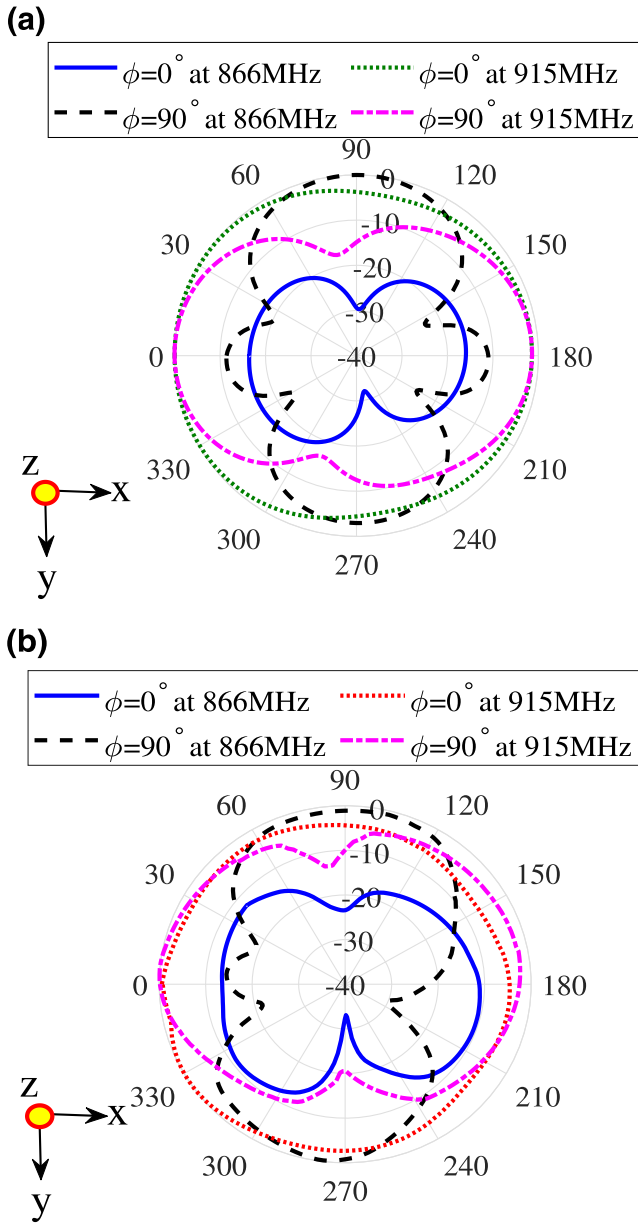 (a)
ϕ=0° at 866MHz ϕ=0° at 915MHz
ϕ=90° at 866MHz ϕ=90° at 915MHz
90
60 0 120
-10
30 150
-20
-30
0 -40 180
z
x
330 210
y
300 240
270
(b)
ϕ=0° at 866MHz ϕ=0° at 915MHz
ϕ=90° at 866MHz ϕ=90° at 915MHz
90
60 0 120
-10
30 150
-20
-30
0 -40 180
z
x
330 210
y
300 240
270